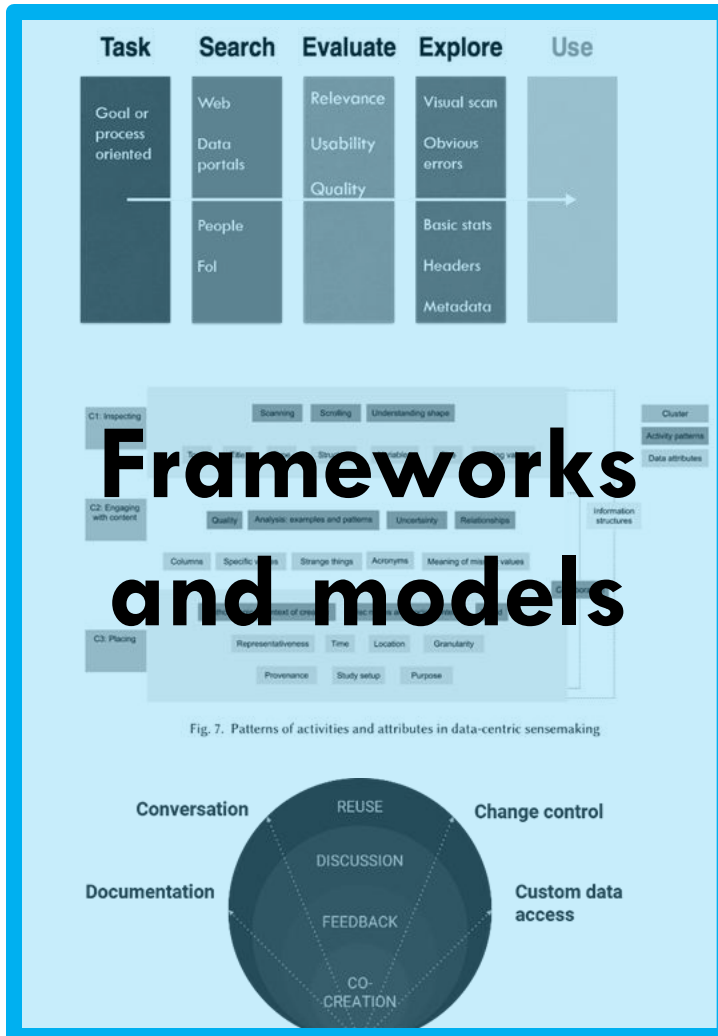 Task Search Evaluate Explore Use
Goal or
process
oriented
Web
Data
portals
People
FoI
Relevance
Usability
Quality
Visual scan
Obvious
errors
Basic stats
Headers
Metadata
C1: Inspecting
Scanning Scrolling Understanding shape
Cluster
Activity patterns
Data attributes
Frameworks
C2: Engaging
with content
Quality Analysis: examples and patterns Uncertainty Relationships
Information
structures
Columns Strange things Acronyms
and models
C3: Placing
Representativeness Time Location Granularity
Provenance Study setup Purpose
Fig. 7. Patterns of activities and attributes in data-centric sensemaking
Conversation
Documentation
REUSE
DISCUSSION
FEEDBACK
CO-
CREATION
Change control
Custom data
access